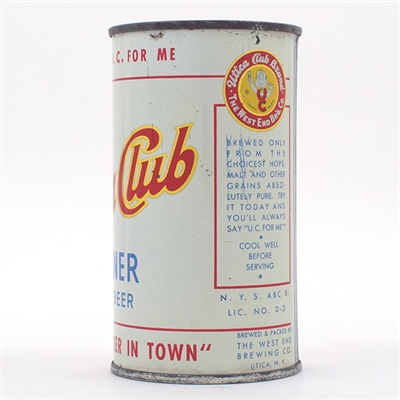 . C. FOR ME
Club
NER
BEER
ER IN TOWN"
Utica Club Brand
THE WEST END BRG Co.
BREWED ONLY
FROM THE
CHOICEST HOPS,
MALT AND OTHER
GRAINS ABSO-
LUTELY PURE. TRY
IT TODAY AND
YOU'LL ALWAYS
SAY "U.C. FOR ME"
COOL WELL
BEFORE
SERVING
N. Y. S. ABC B.
LIC. NO. D-3
BREWED & PACKED BY
THE WEST END
BREWING CO.
UTICA, N.Y.